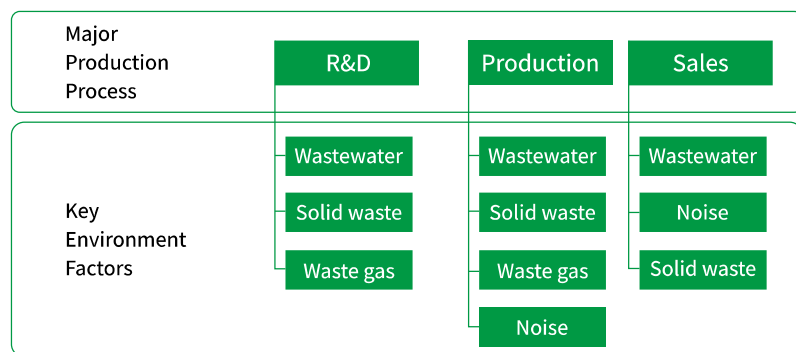 Major
Production
Process
R&D
Production
Sales
Key
Environment
Factors
Wastewater
Solid waste
Waste gas
Wastewater
Solid waste
Waste gas
Noise
Wastewater
Noise
Solid waste